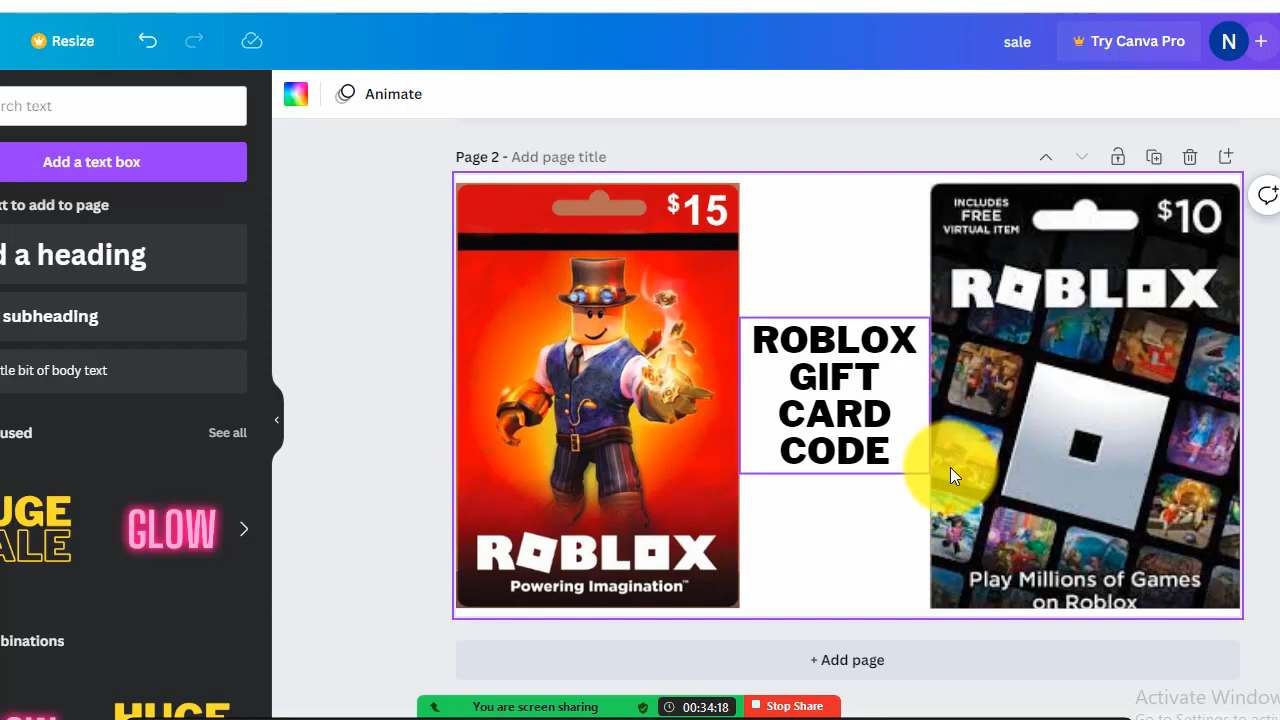 Resize
sale
Try Canva Pro
N
rch text
Animate
Add a text box
Page 2 - Add page title
xt to add to page
d a heading
subheading
tle bit of body text
used
See all
UGE
ALE
GLOW
binations
HUGE
$15
ROBLOX
Powering Imagination™
ROBLOX
GIFT
CARD
CODE
INCLUDES
FREE
VIRTUAL ITEM
$10
ROBLOX
Play Millions of Games
on Roblox
+ Add page
You are screen sharing
00:34:18
Stop Share
Activate Window